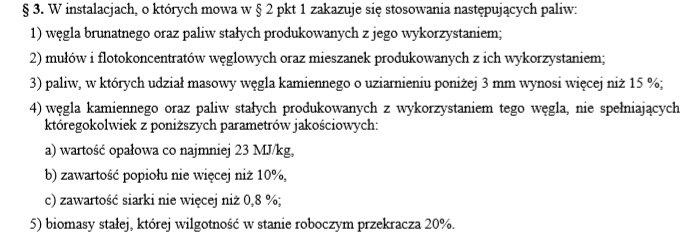 § 3. W instalacjach, o których mowa w § 2 pkt 1 zakazuje się stosowania następujących paliw:
1) węgla brunatnego oraz paliw stałych produkowanych z jego wykorzystaniem;
2) mułów i flotokoncentratów węglowych oraz mieszanek produkowanych z ich wykorzystaniem;
3) paliw, w których udział masowy węgla kamiennego o uziarnieniu poniżej 3 mm wynosi więcej niż 15 %;
4) węgla kamiennego oraz paliw stałych produkowanych z wykorzystaniem tego węgla, nie spełniających
któregokolwiek z poniższych parametrów jakościowych:
a) wartość opałowa co najmniej 23 MJ/kg,
b) zawartość popiołu nie więcej niż 10%,
c) zawartość siarki nie więcej niż 0,8 %;
5) biomasy stałej, której wilgotność w stanie roboczym przekracza 20%.